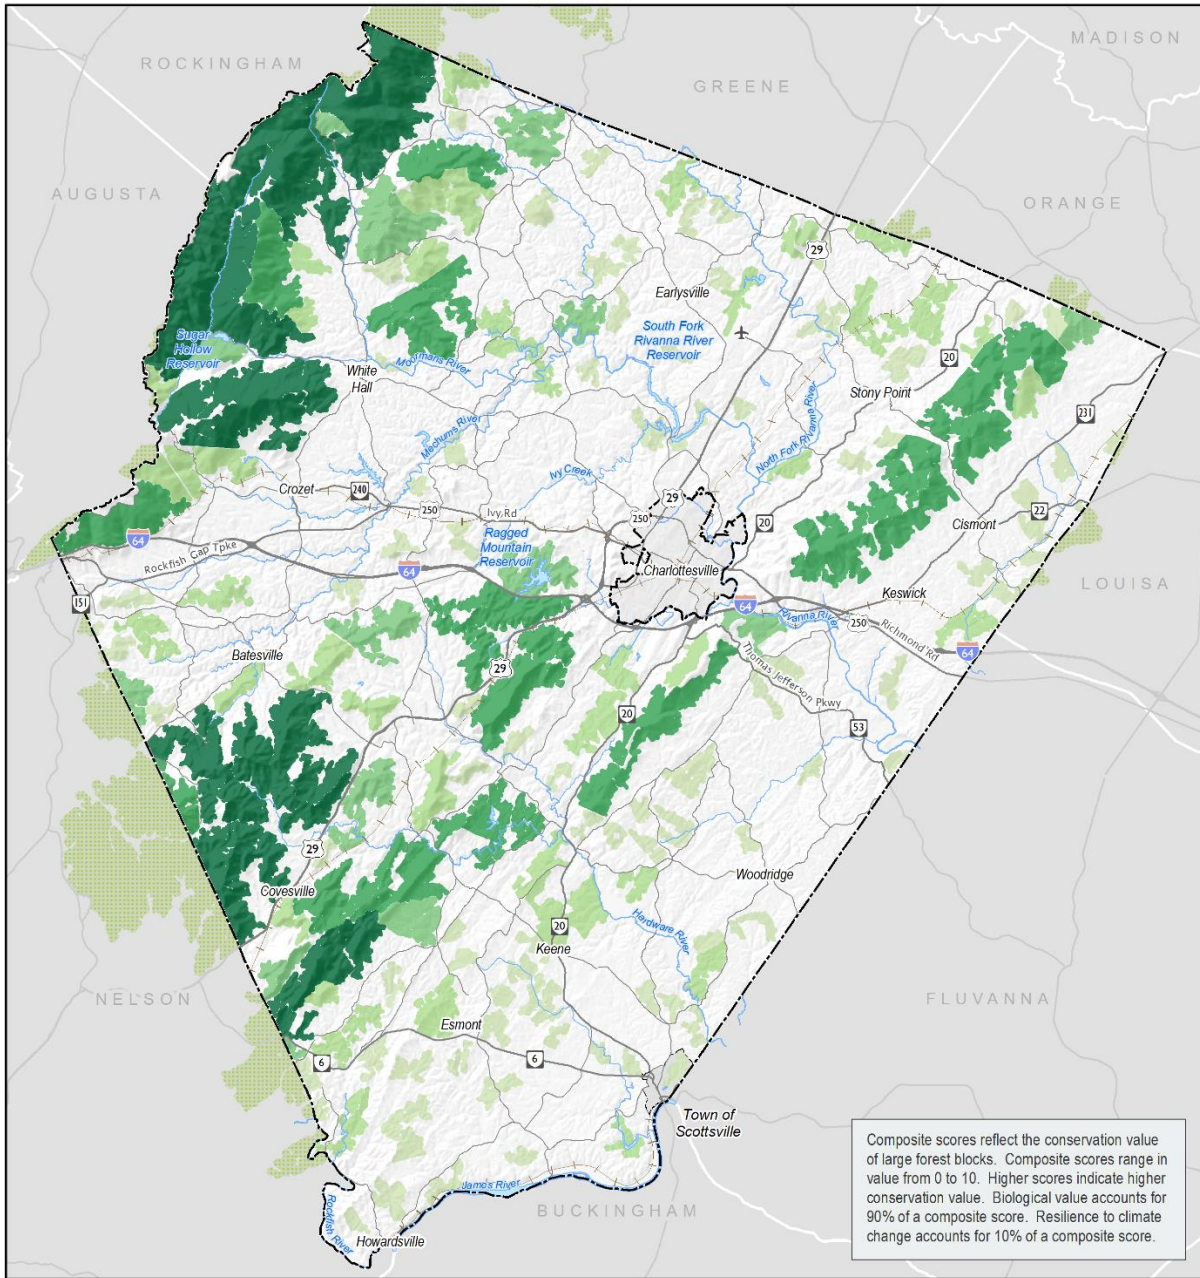 MADISON
ROCKINGHAM
GREENE
AUGUSTA
ORANGE
29
Earlysville
Sugar
Hollow
Reservoir
South Fork
Rivanna River
Reservoir
20
White
Hall
Moormans River
Stony Point
231
Mechums River
North Fork Rivanna River
Crozet
240
Ivy Creek
29
250
250
Ivy Rd
20
22
Cismont
64
Rockfish Gap Tpke
Ragged
Mountain
Reservoir
64
Charlottesville
LOUISA
151
64
Keswick
Rivanna River
250
Richmond Rd
64
Batesville
29
Thomas Jefferson Pkwy
20
53
29
Covesville
Woodridge
20
Hardware River
Keene
NELSON
FLUVANNA
Esmont
6
6
Town of
Scottsville
James River
Rockfish River
BUCKINGHAM
Howardsville
Composite scores reflect the conservation value
of large forest blocks. Composite scores range in
value from 0 to 10. Higher scores indicate higher
conservation value. Biological value accounts for
90% of a composite score. Resilience to climate
change accounts for 10% of a composite score.